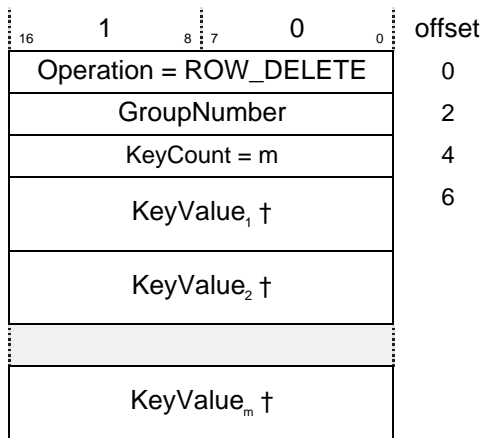 1 0 offset
16 8 7 0
Operation = ROW_DELETE 0
GroupNumber 2
KeyCount = m 4
KeyValue₁ † 6
KeyValue₂ †
KeyValueₘ †